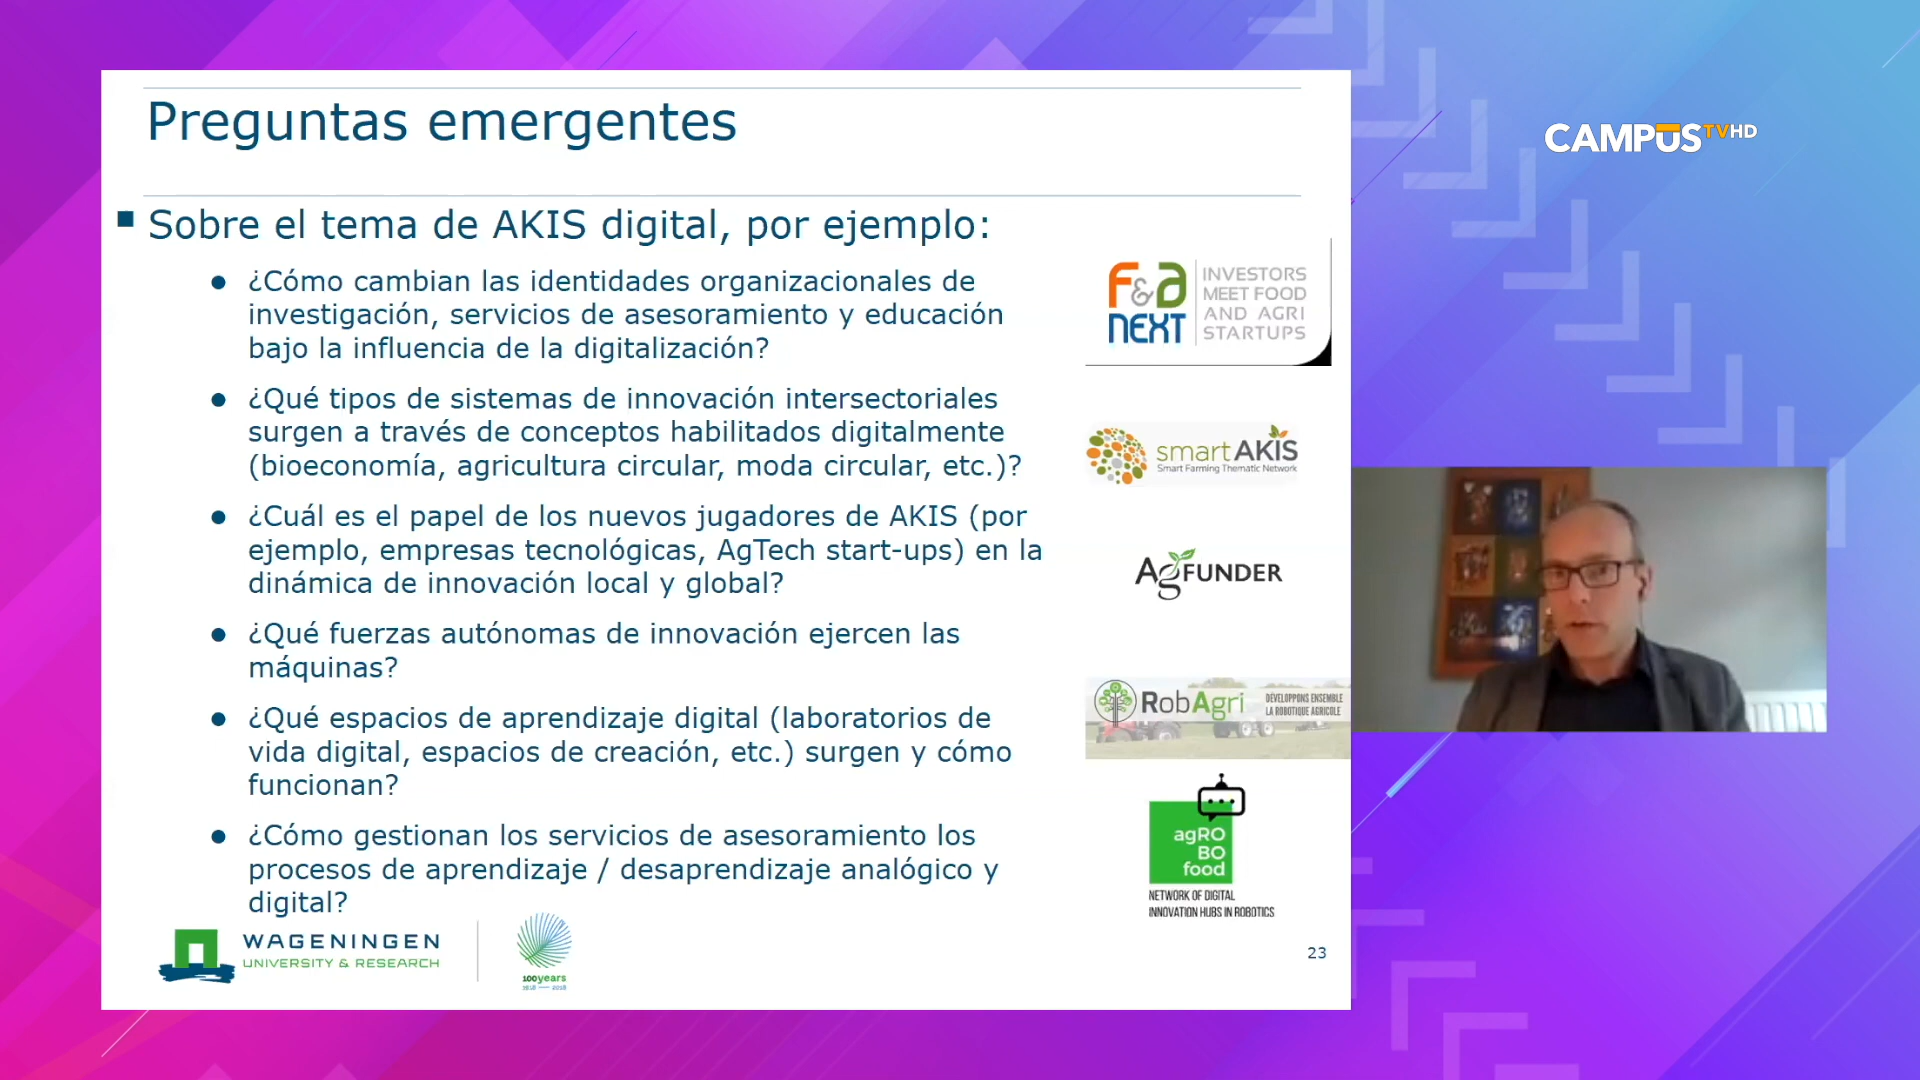 Preguntas emergentes
CAMPUS TV HD
Sobre el tema de AKIS digital, por ejemplo:
¿Cómo cambian las identidades organizacionales de
investigación, servicios de asesoramiento y educación
bajo la influencia de la digitalización?
¿Qué tipos de sistemas de innovación intersectoriales
surgen a través de conceptos habilitados digitalmente
(bioeconomía, agricultura circular, moda circular, etc.)?
¿Cuál es el papel de los nuevos jugadores de AKIS (por
ejemplo, empresas tecnológicas, AgTech start-ups) en la
dinámica de innovación local y global?
¿Qué fuerzas autónomas de innovación ejercen las
máquinas?
¿Qué espacios de aprendizaje digital (laboratorios de
vida digital, espacios de creación, etc.) surgen y cómo
funcionan?
¿Cómo gestionan los servicios de asesoramiento los
procesos de aprendizaje / desaprendizaje analógico y
digital?
F&A
NEXT
INVESTORS
MEET FOOD
AND AGRI
STARTUPS
smartAKIS
Smart Farming Thematic Network
AgFUNDER
RobAgri
DÉVELOPPONS ENSEMBLE
LA ROBOTIQUE AGRICOLE
agRO
BO
food
NETWORK OF DIGITAL
INNOVATION HUBS IN ROBOTICS
WAGENINGEN
UNIVERSITY & RESEARCH
100years
1918 — 2018
23